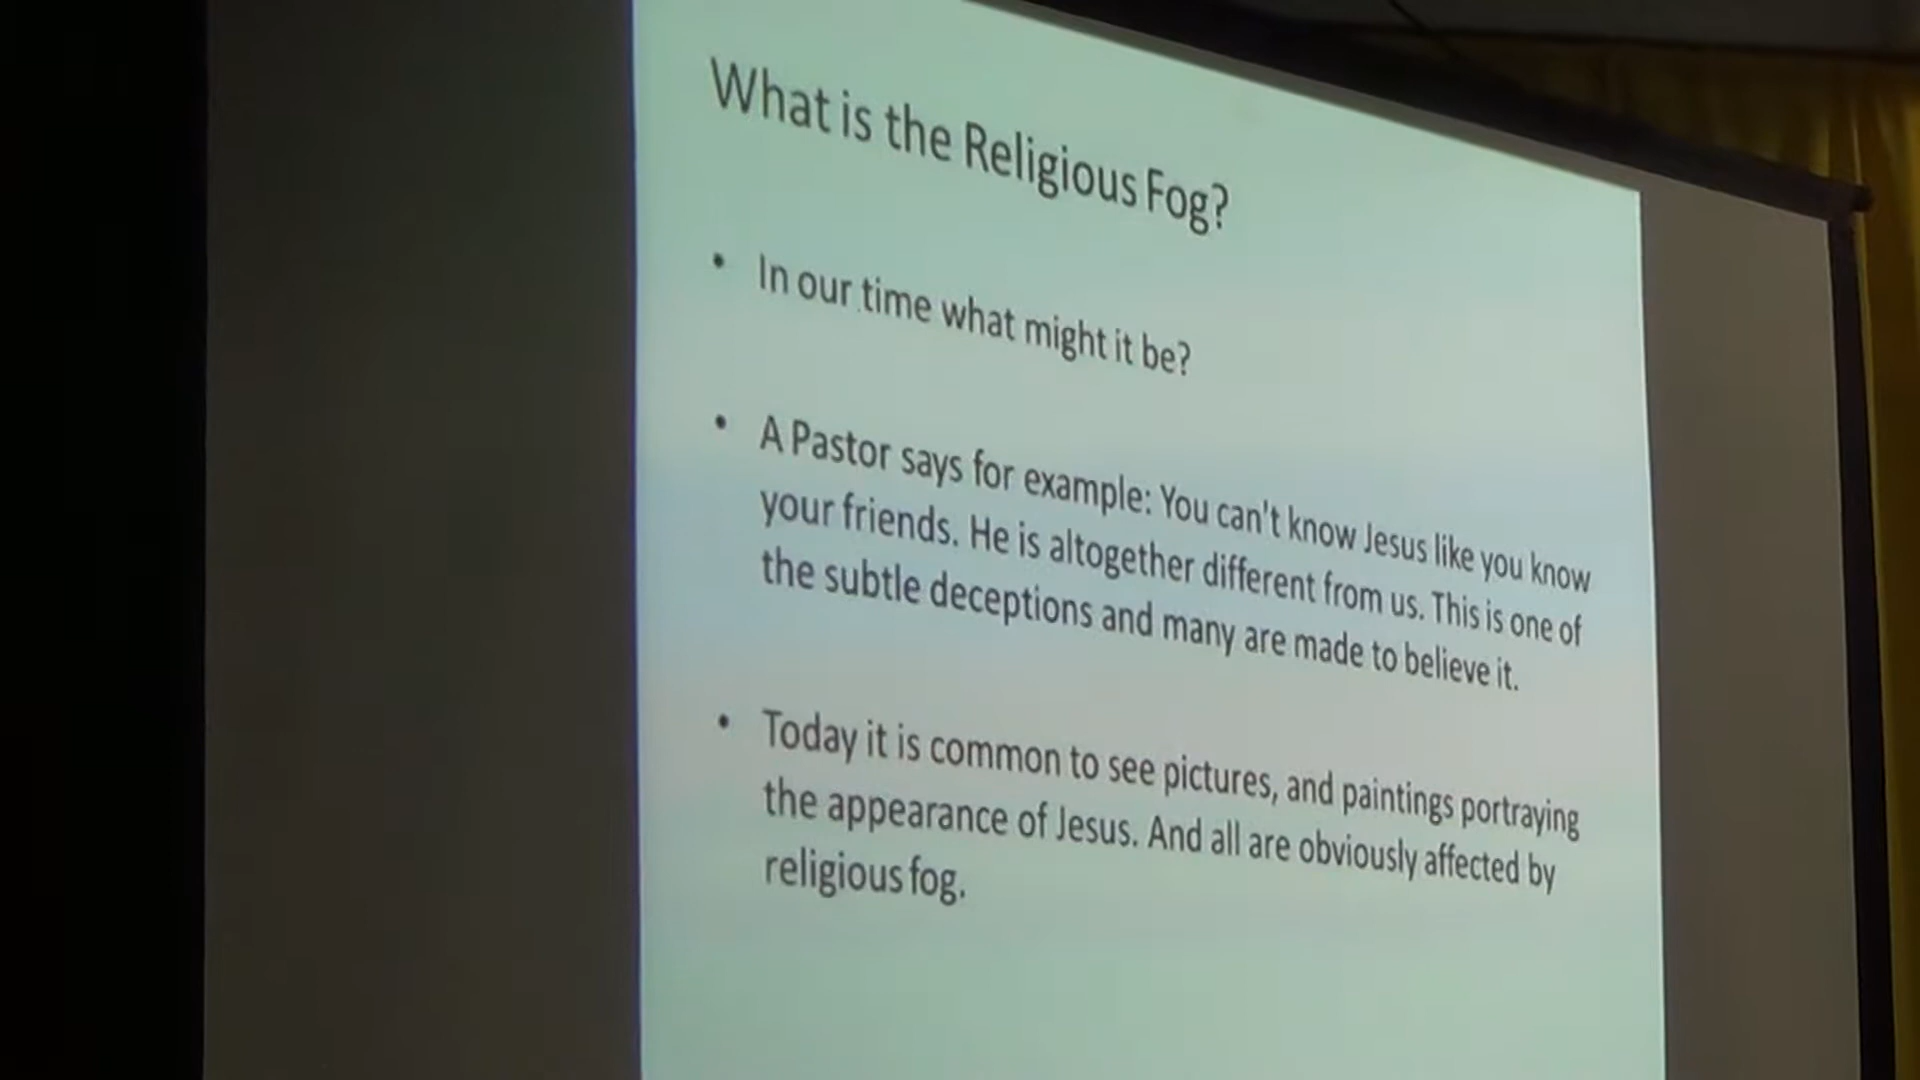 What is the Religious Fog?
• In our time what might it be?
• A Pastor says for example: You can't know Jesus like you know
your friends. He is altogether different from us. This is one of
the subtle deceptions and many are made to believe it.
• Today it is common to see pictures, and paintings portraying
the appearance of Jesus. And all are obviously affected by
religious fog.